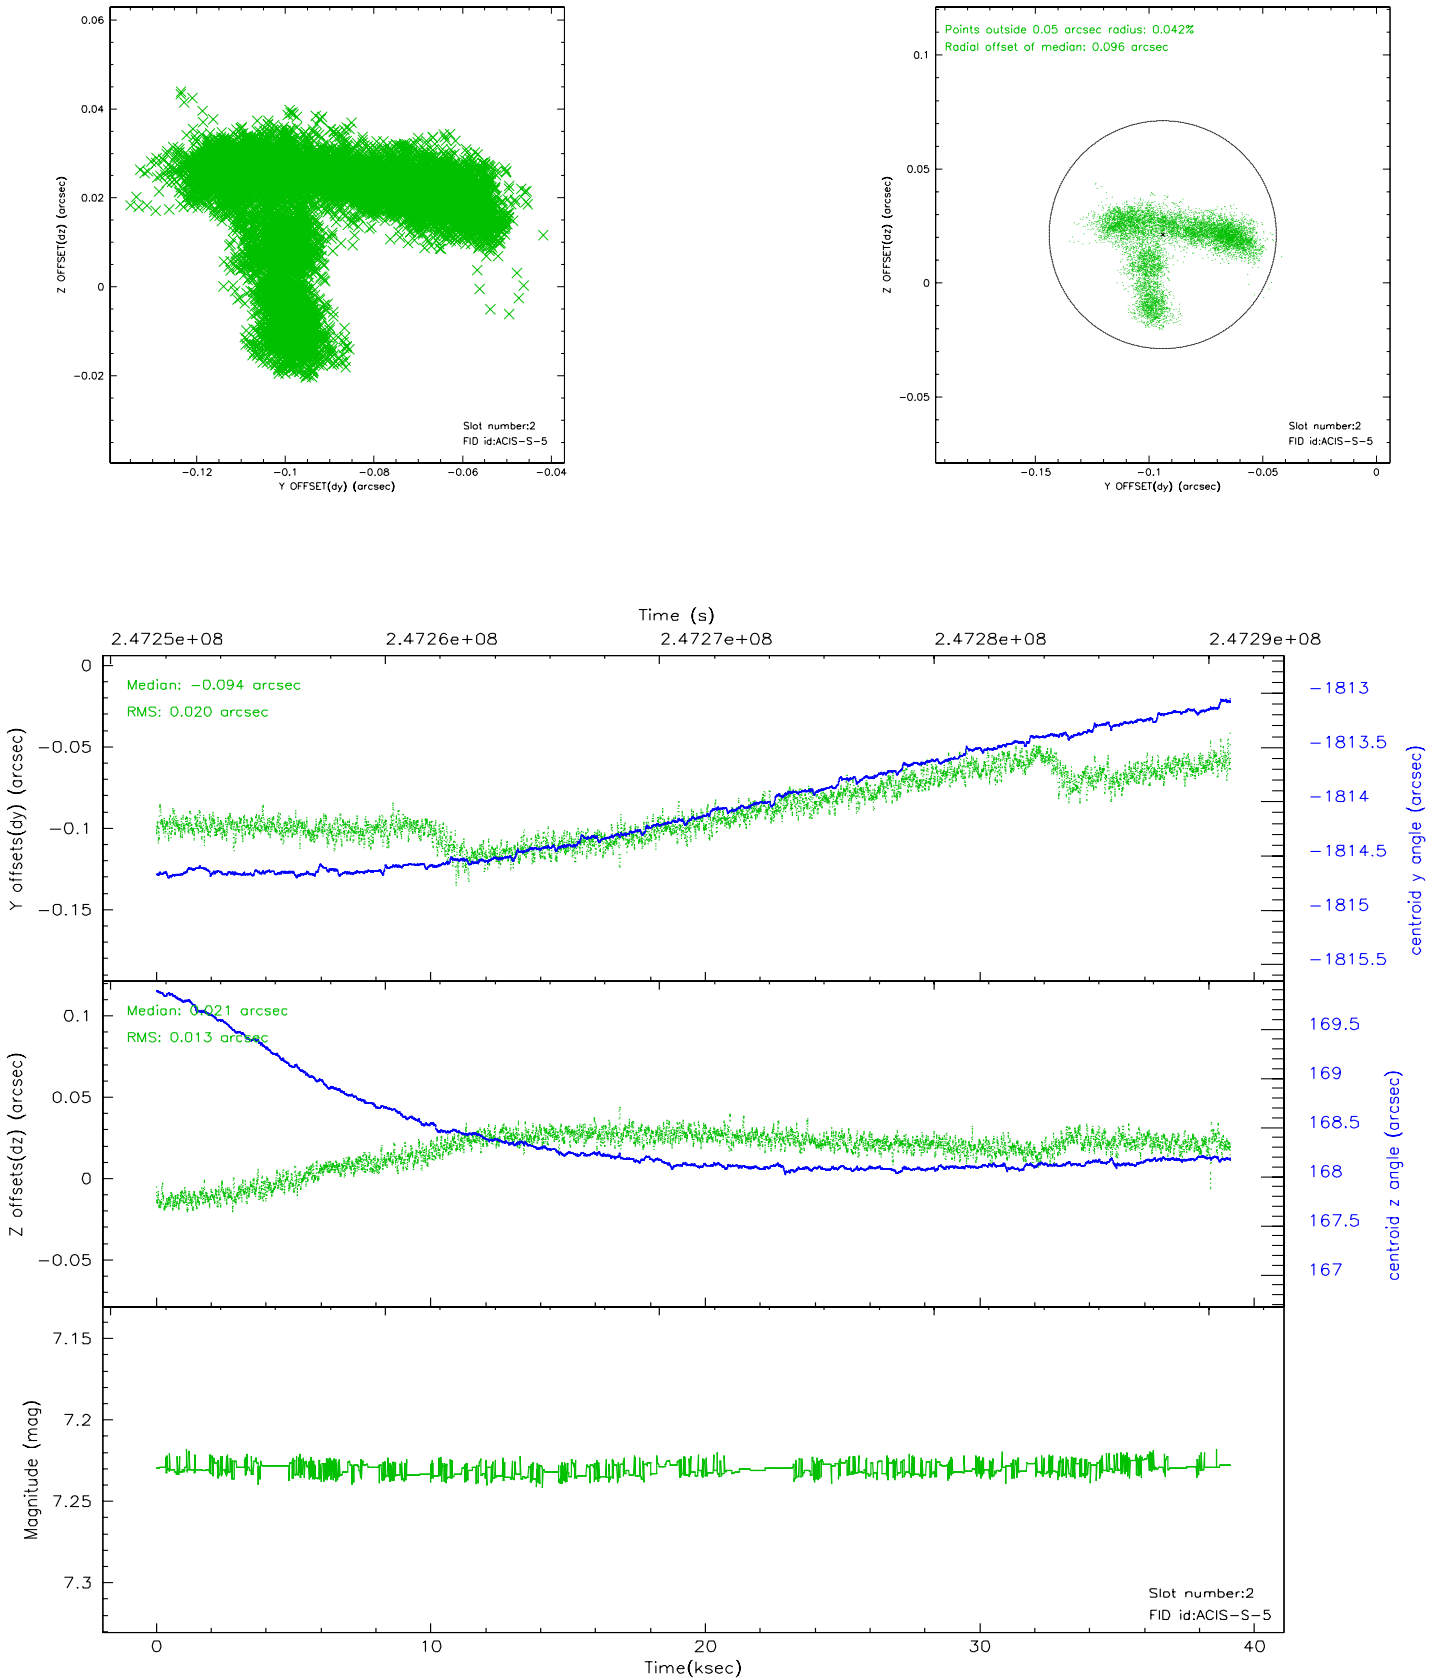 0.06
0.04
0.02
0
−0.02
Z OFFSET(dz) (arcsec)
−0.12
−0.1
−0.08
−0.06
−0.04
Y OFFSET(dy) (arcsec)
Slot number:2
FID id:ACIS−S−5
Points outside 0.05 arcsec radius: 0.042%
Radial offset of median: 0.096 arcsec
0.1
0.05
0
−0.05
Z OFFSET(dz) (arcsec)
−0.15
−0.1
−0.05
0
Y OFFSET(dy) (arcsec)
Slot number:2
FID id:ACIS−S−5
Time (s)
2.4725e+08
2.4726e+08
2.4727e+08
2.4728e+08
2.4729e+08
0
−0.05
−0.1
−0.15
Y offsets(dy) (arcsec)
Median: −0.094 arcsec
RMS: 0.020 arcsec
−1813
−1813.5
−1814
−1814.5
−1815
−1815.5
centroid y angle (arcsec)
0.1
0.05
0
−0.05
Z offsets(dz) (arcsec)
Median: 0.021 arcsec
RMS: 0.013 arcsec
169.5
169
168.5
168
167.5
167
centroid z angle (arcsec)
7.15
7.2
7.25
7.3
Magnitude (mag)
Slot number:2
FID id:ACIS−S−5
0
10
20
30
40
Time(ksec)